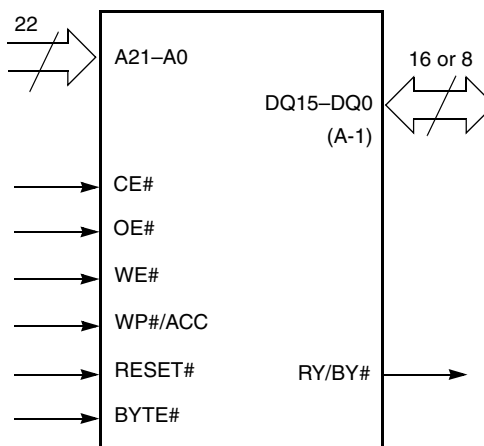 22
A21–A0
16 or 8
DQ15–DQ0
(A-1)
CE#
OE#
WE#
WP#/ACC
RESET#
RY/BY#
BYTE#